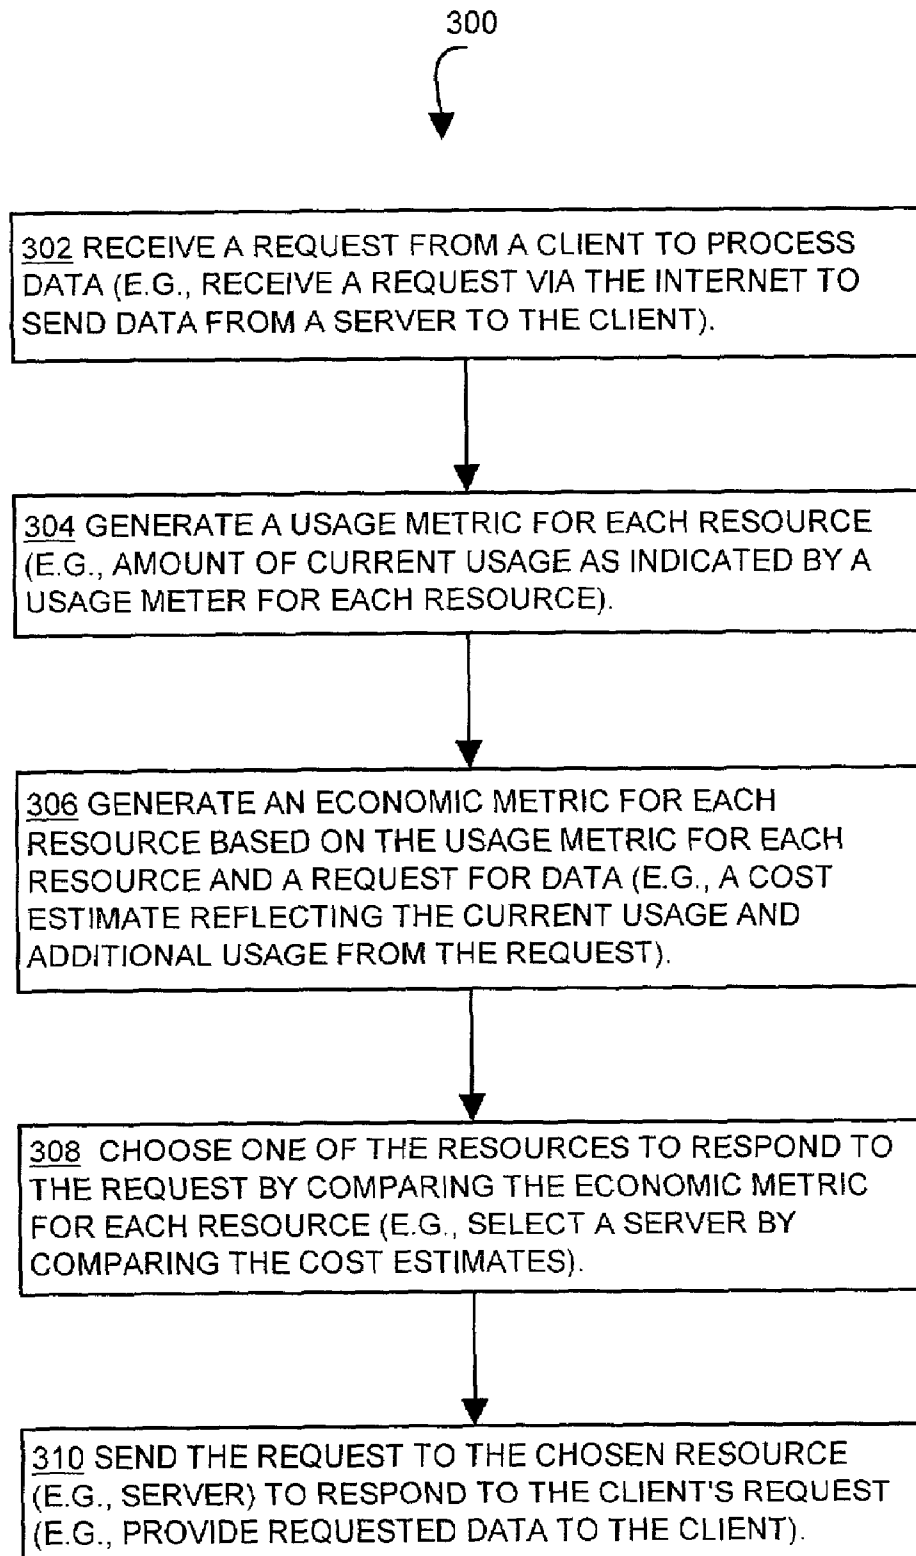 300
302 RECEIVE A REQUEST FROM A CLIENT TO PROCESS
DATA (E.G., RECEIVE A REQUEST VIA THE INTERNET TO
SEND DATA FROM A SERVER TO THE CLIENT).
304 GENERATE A USAGE METRIC FOR EACH RESOURCE
(E.G., AMOUNT OF CURRENT USAGE AS INDICATED BY A
USAGE METER FOR EACH RESOURCE).
306 GENERATE AN ECONOMIC METRIC FOR EACH
RESOURCE BASED ON THE USAGE METRIC FOR EACH
RESOURCE AND A REQUEST FOR DATA (E.G., A COST
ESTIMATE REFLECTING THE CURRENT USAGE AND
ADDITIONAL USAGE FROM THE REQUEST).
308 CHOOSE ONE OF THE RESOURCES TO RESPOND TO
THE REQUEST BY COMPARING THE ECONOMIC METRIC
FOR EACH RESOURCE (E.G., SELECT A SERVER BY
COMPARING THE COST ESTIMATES).
310 SEND THE REQUEST TO THE CHOSEN RESOURCE
(E.G., SERVER) TO RESPOND TO THE CLIENT'S REQUEST
(E.G., PROVIDE REQUESTED DATA TO THE CLIENT).